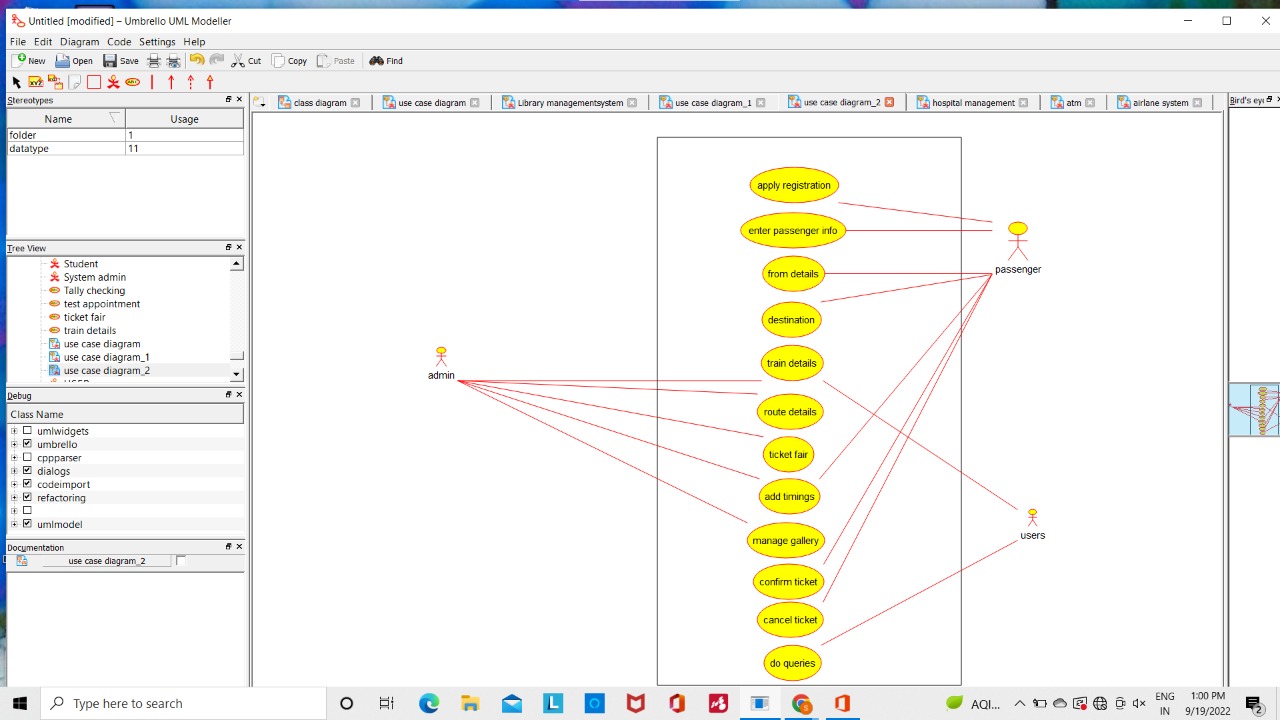 Untitled [modified] – Umbrello UML Modeller
File Edit Diagram Code Settings Help
New Open Save Cut Copy Paste Find
XYZ
Stereotypes
Name Usage
folder 1
datatype 11
Tree View
Student
System admin
Tally checking
test appointment
ticket fair
train details
use case diagram
use case diagram_1
use case diagram_2
Debug
Class Name
umlwidgets
umbrello
cppparser
dialogs
codeimport
refactoring
umlmodel
Documentation
use case diagram_2
class diagram use case diagram Library managementsystem use case diagram_1 use case diagram_2 hospital management atm airlane system
Bird's eye
apply registration
enter passenger info
from details
destination
train details
route details
ticket fair
add timings
manage gallery
confirm ticket
cancel ticket
do queries
admin
passenger
users
Type here to search
L
S
AQI...
ENG
IN
1:00 PM
9/19/2022
2